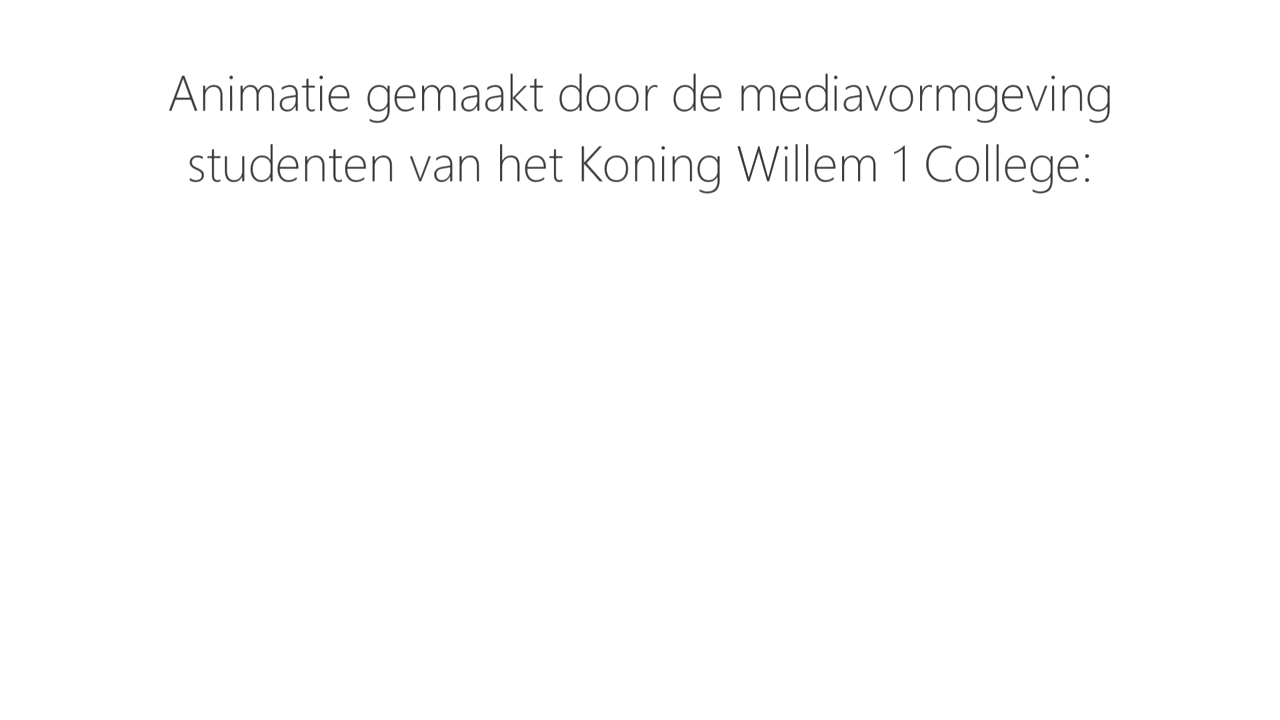 Animatie gemaakt door de mediavormgeving
studenten van het Koning Willem 1 College: